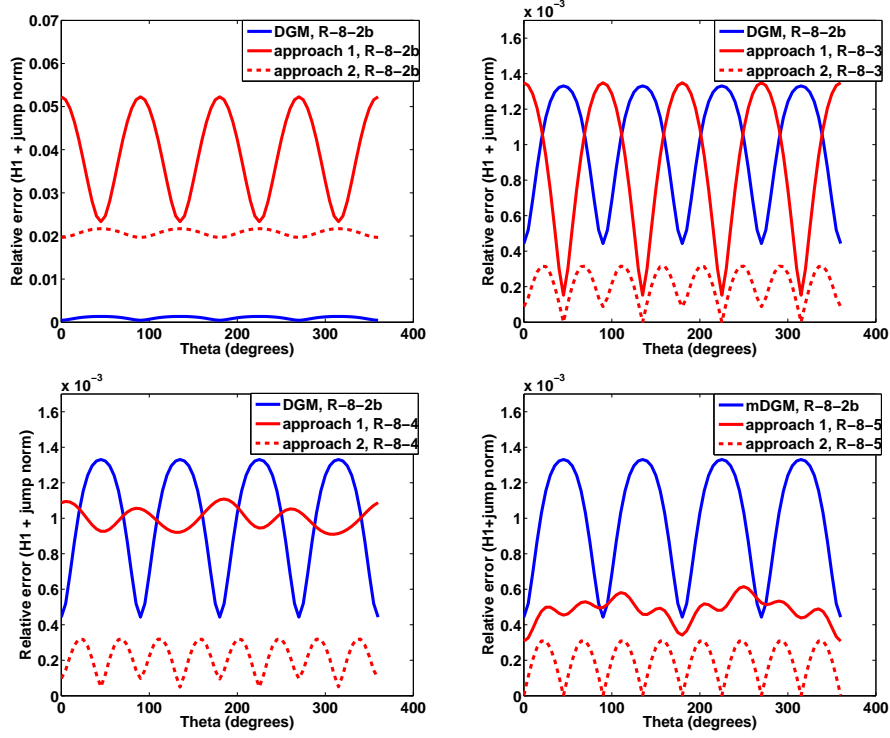 0.07
0.06
0.05
0.04
0.03
0.02
0.01
0
0 100 200 300 400
Relative error (H1 + jump norm)
Theta (degrees)
DGM, R−8−2b
approach 1, R−8−2b
approach 2, R−8−2b
x 10−3
1.6
1.4
1.2
1
0.8
0.6
0.4
0.2
0
0 100 200 300 400
Relative error (H1 + jump norm)
Theta (degrees)
DGM, R−8−2b
approach 1, R−8−3
approach 2, R−8−3
x 10−3
1.6
1.4
1.2
1
0.8
0.6
0.4
0.2
0
0 100 200 300 400
Relative error (H1 + jump norm)
Theta (degrees)
DGM, R−8−2b
approach 1, R−8−4
approach 2, R−8−4
x 10−3
1.6
1.4
1.2
1
0.8
0.6
0.4
0.2
0
0 100 200 300 400
Relative error (H1+jump norm)
Theta (degrees)
mDGM, R−8−2b
approach 1, R−8−5
approach 2, R−8−5